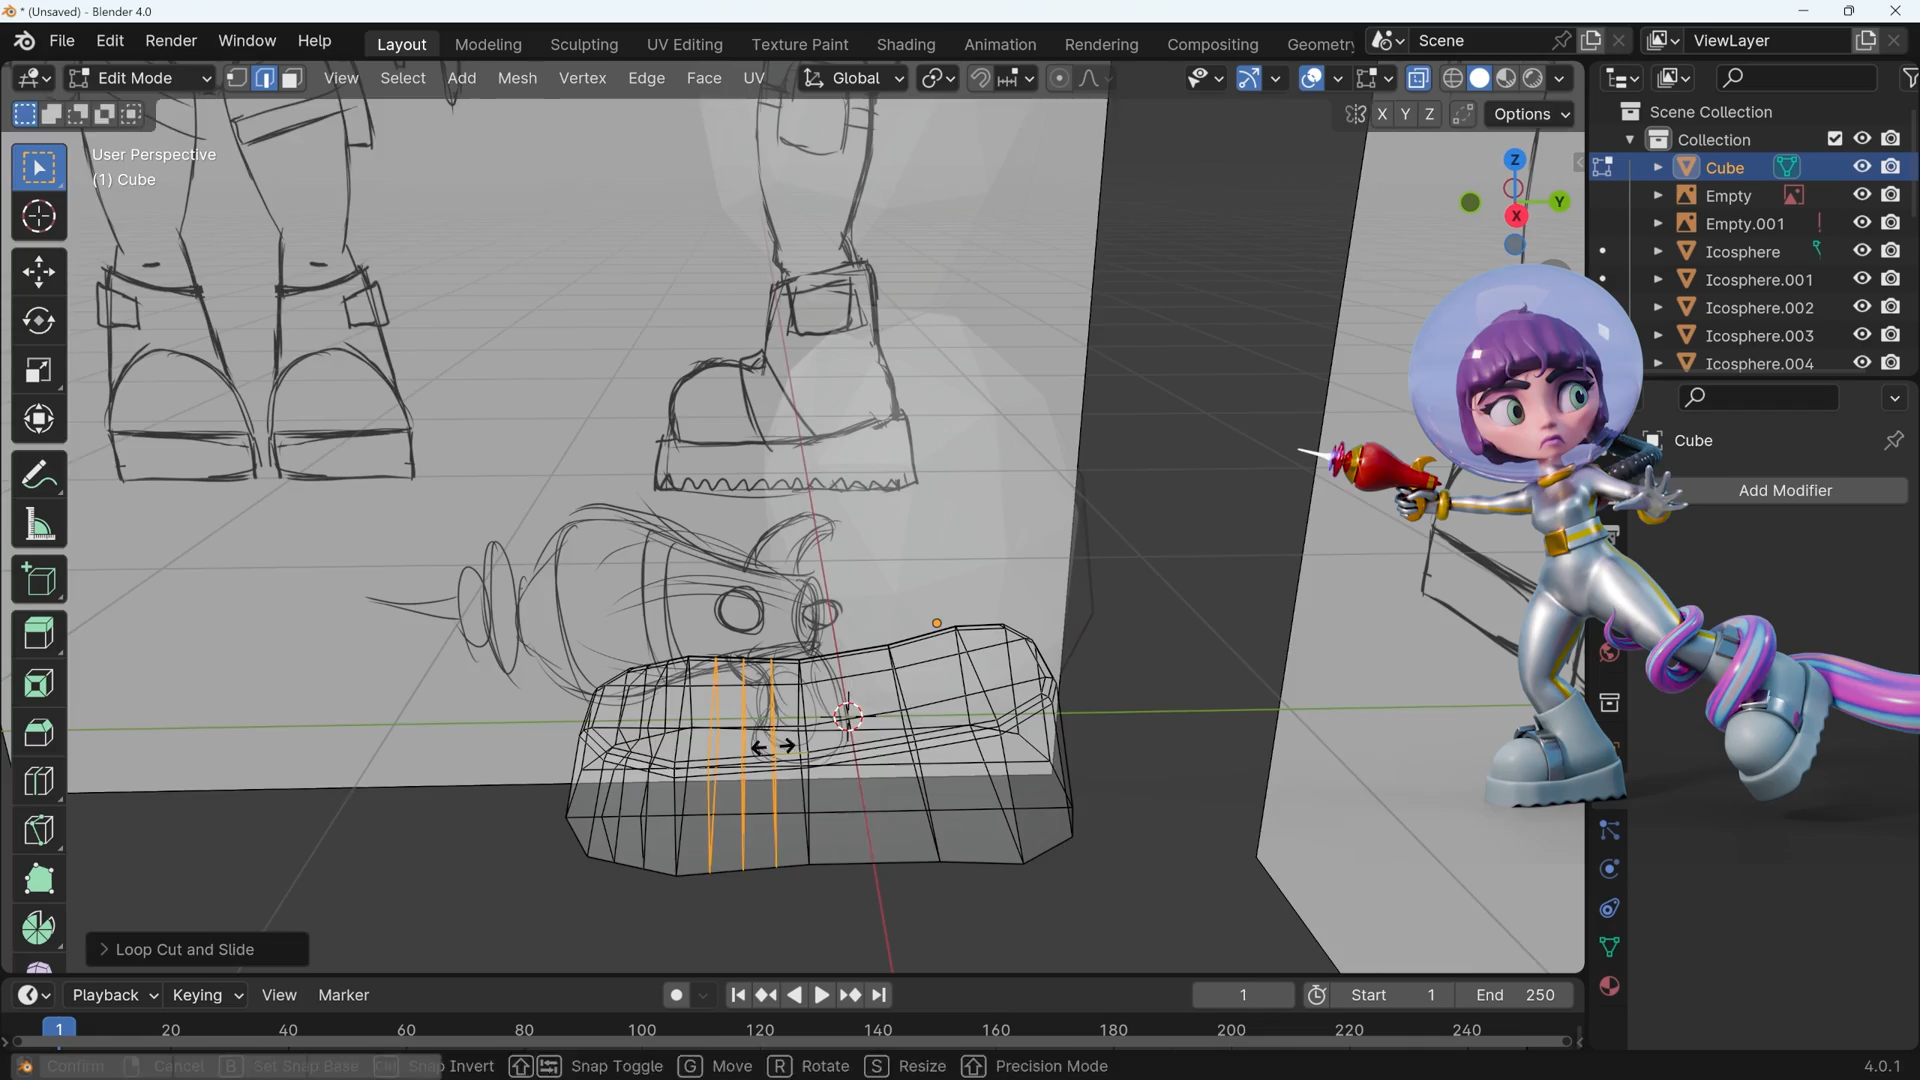 * (Unsaved) - Blender 4.0
File Edit Render Window Help
Layout Modeling Sculpting UV Editing Texture Paint Shading Animation Rendering Compositing Geometry
Scene
ViewLayer
Edit Mode
View Select Add Mesh Vertex Edge Face UV
Global
X Y Z
Options
User Perspective
(1) Cube
Z
Y
X
Scene Collection
Collection
Cube
Empty
Empty.001
Icosphere
Icosphere.001
Icosphere.002
Icosphere.003
Icosphere.004
Cube
Add Modifier
Loop Cut and Slide
Playback Keying View Marker
1
Start 1
End 250
1 20 40 60 80 100 120 140 160 180 200 220 240
Confirm Cancel B Set Snap Base Ctrl Snap Invert Snap Toggle G Move R Rotate S Resize Precision Mode
4.0.1